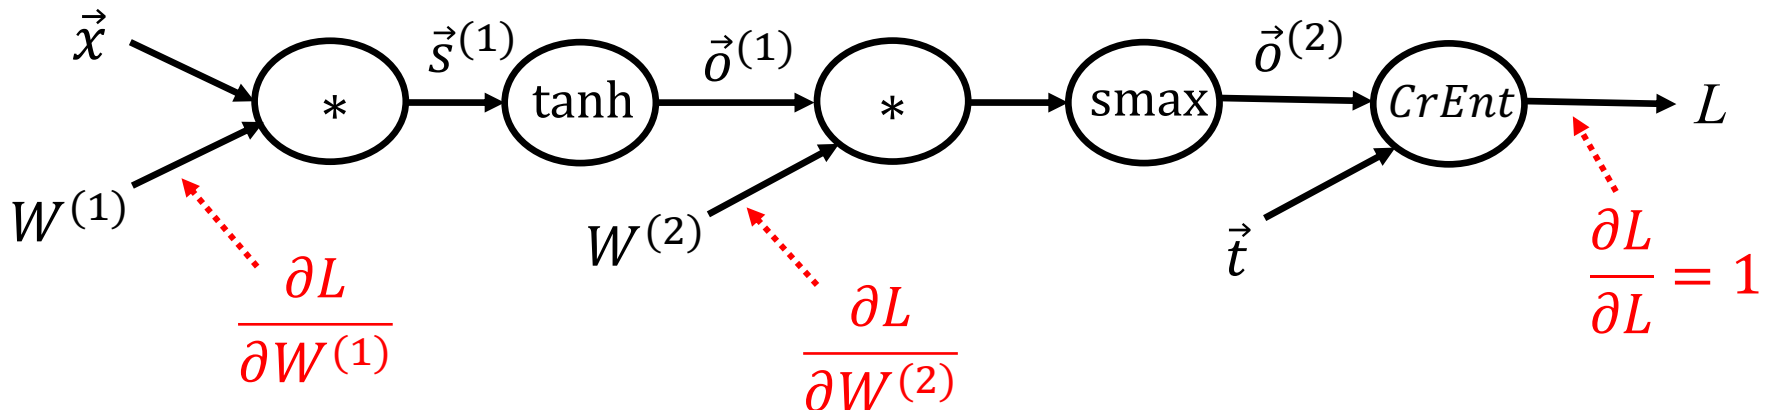 x⃗ s⃗⁽¹⁾ o⃗⁽¹⁾ o⃗⁽²⁾
* tanh * smax CrEnt L
W⁽¹⁾ W⁽²⁾ t⃗
∂L/∂W⁽¹⁾ ∂L/∂W⁽²⁾ ∂L/∂L = 1